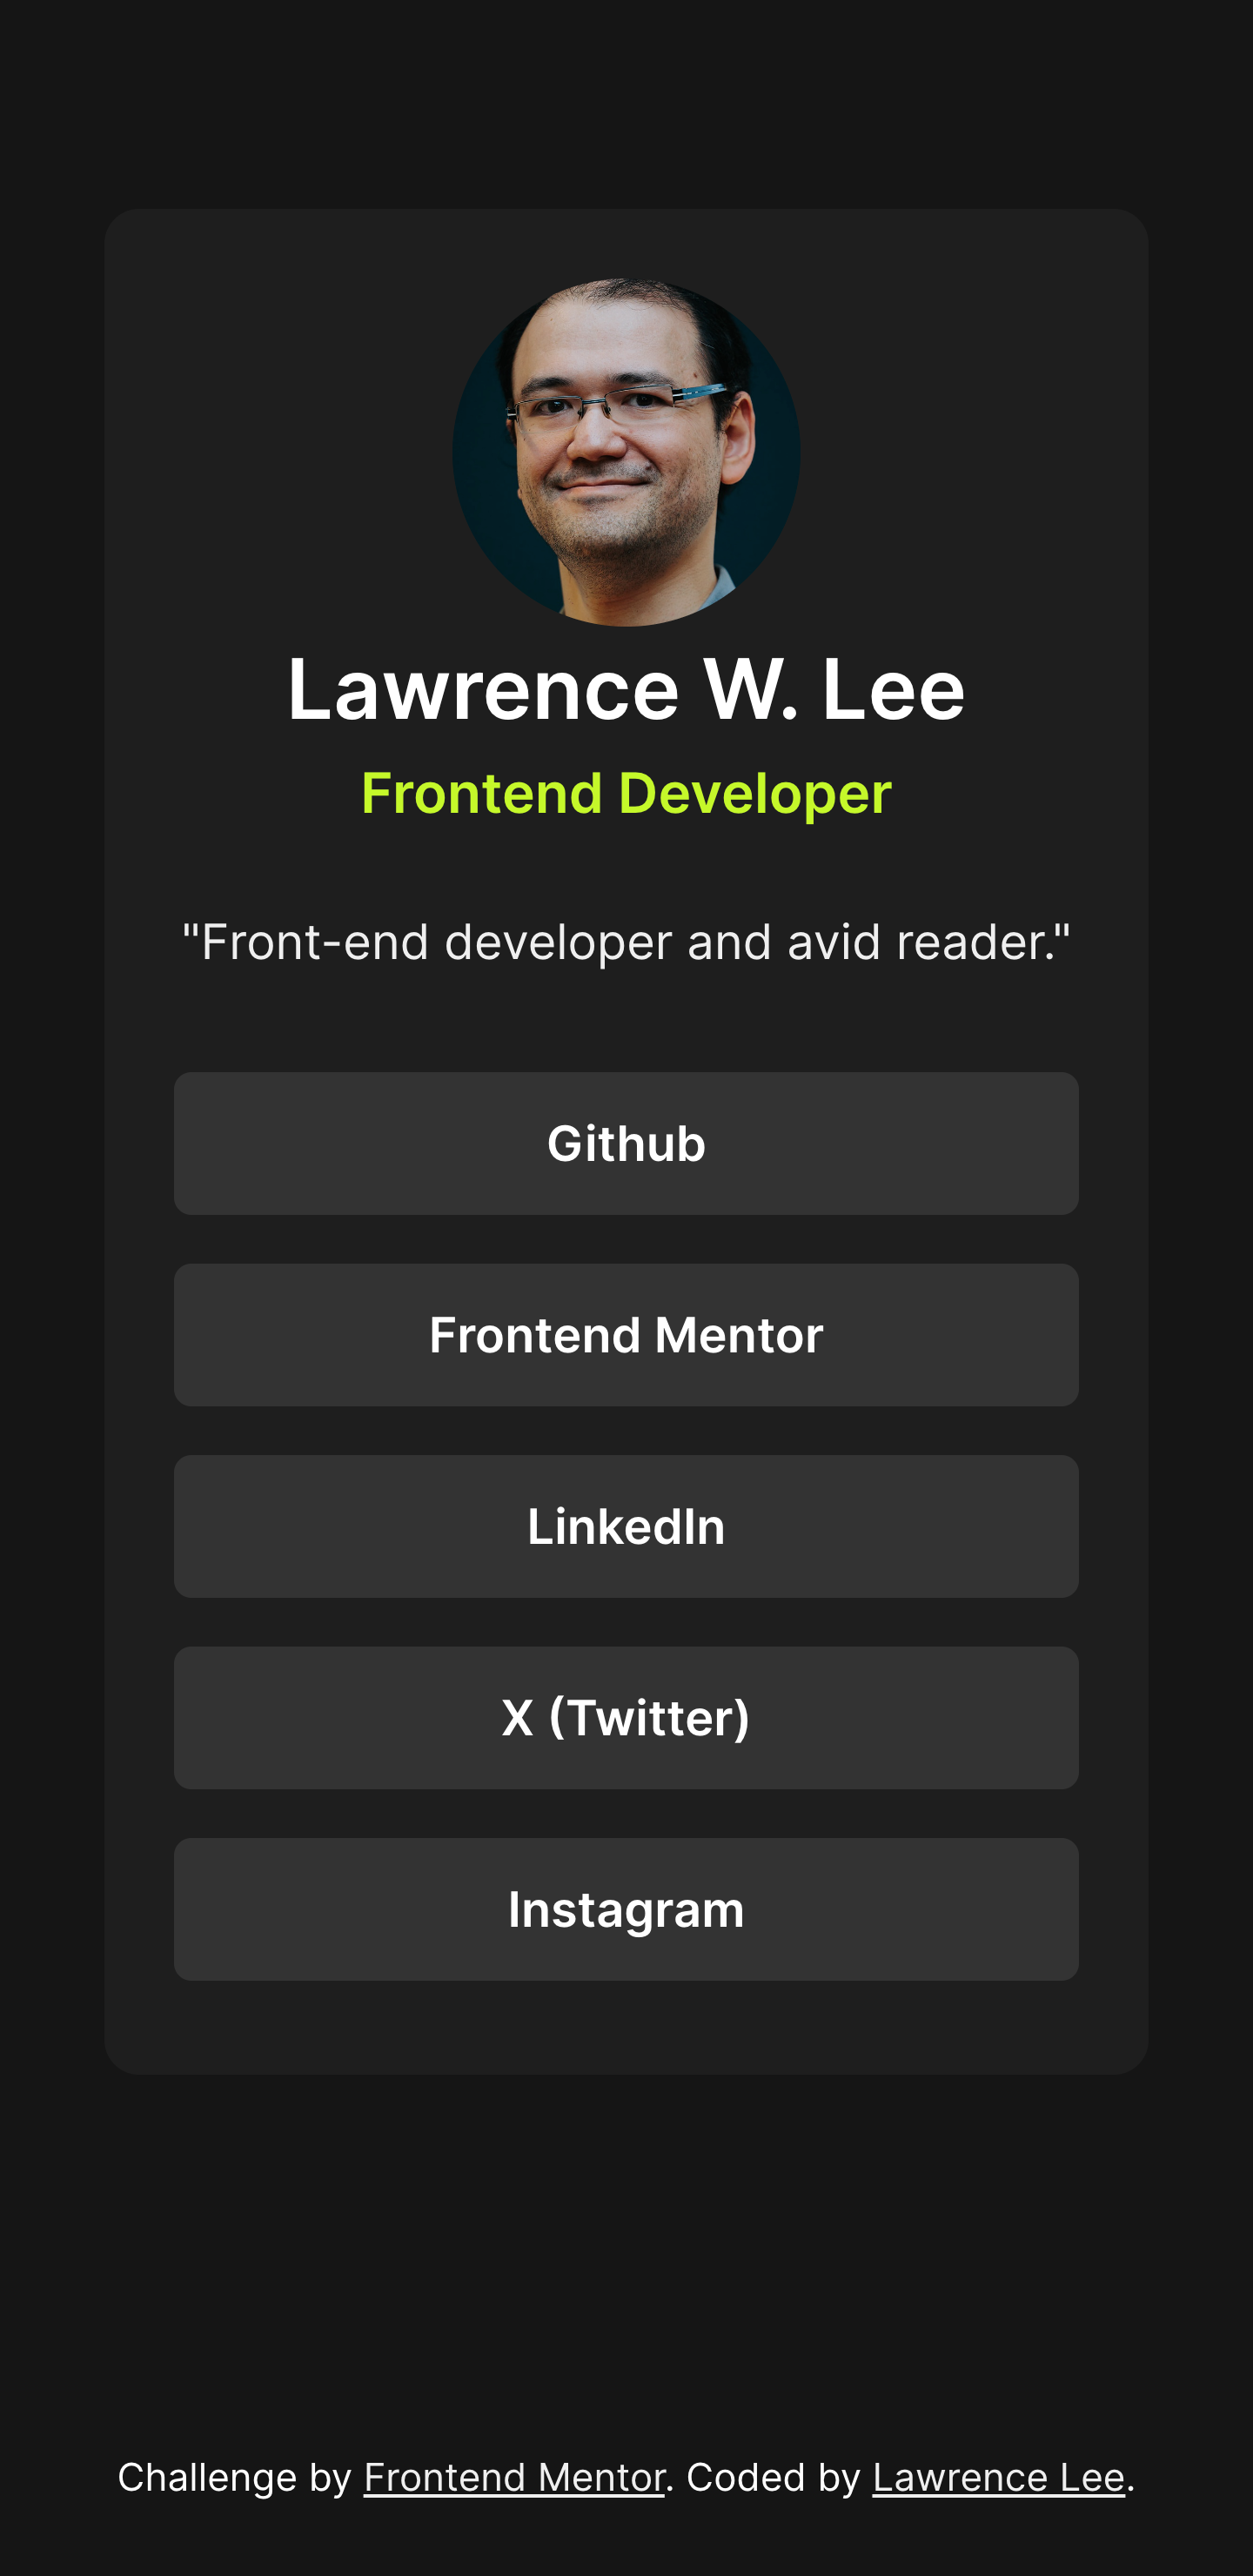 Lawrence W. Lee
Frontend Developer
"Front-end developer and avid reader."
Github
Frontend Mentor
LinkedIn
X (Twitter)
Instagram
Challenge by Frontend Mentor. Coded by Lawrence Lee.